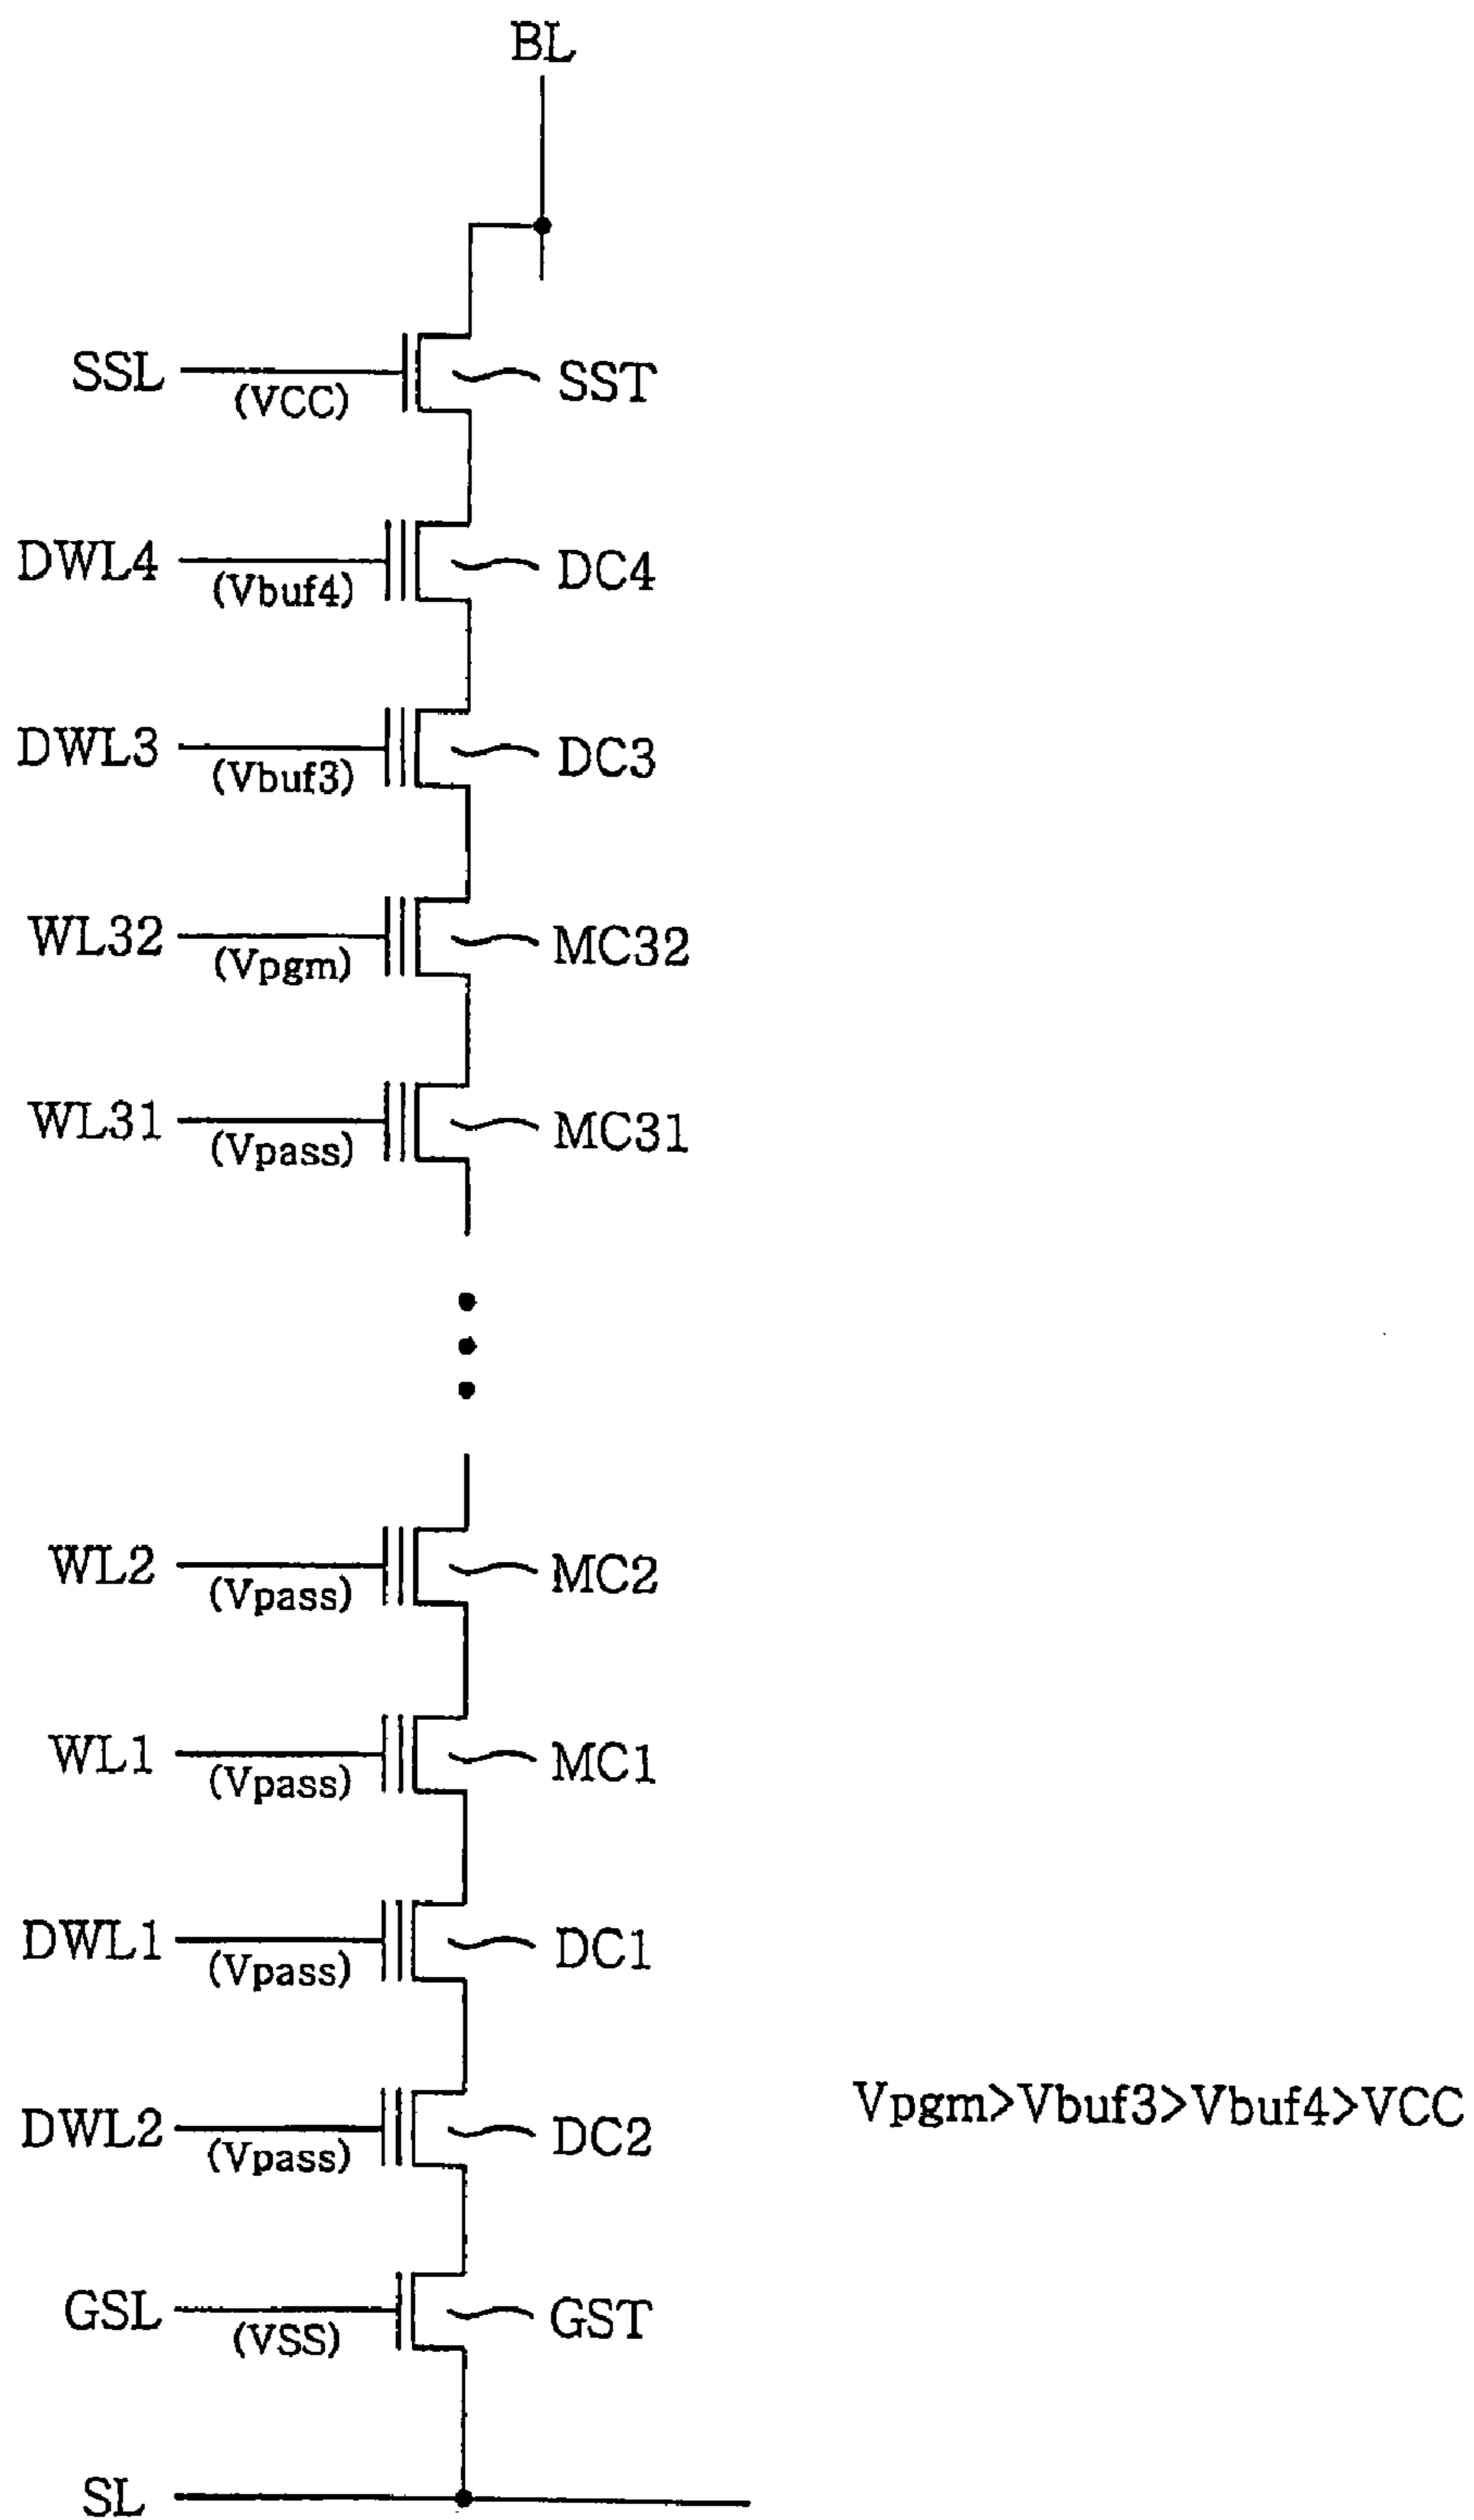 BL
SSL (VCC) SST
DWL4 (Vbuf4) DC4
DWL3 (Vbuf3) DC3
WL32 (Vpgm) MC32
WL31 (Vpass) MC31
WL2 (Vpass) MC2
WL1 (Vpass) MC1
DWL1 (Vpass) DC1
DWL2 (Vpass) DC2
Vpgm>Vbuf3>Vbuf4>VCC
GSL (VSS) GST
SL